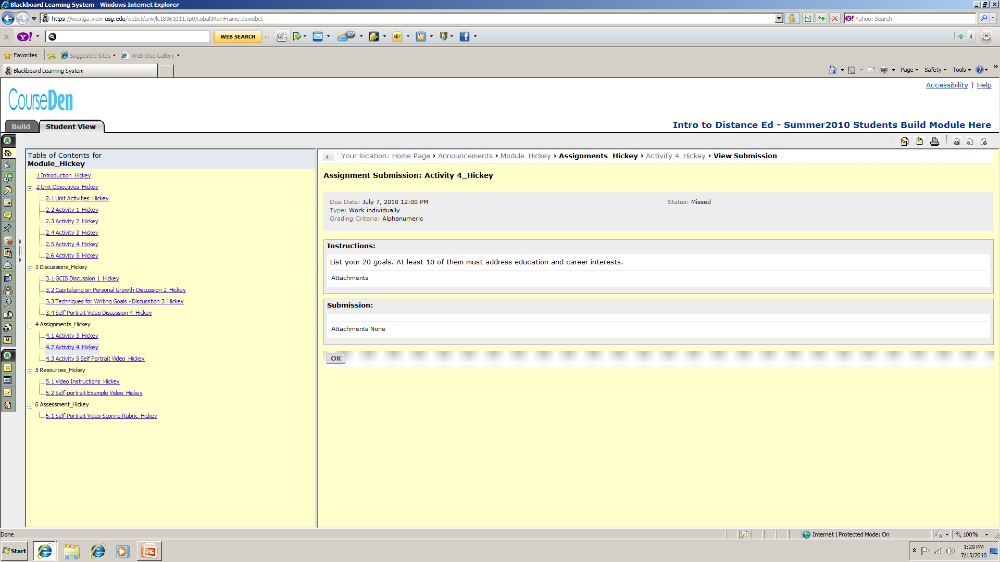 Blackboard Learning System - Windows Internet Explorer
https://westga.view.usg.edu/webct/urw/lc18361011.tp0/cobaltMainFrame.dowebct
Yahoo! Search
WEB SEARCH
90°
Favorites
Suggested Sites
Web Slice Gallery
Blackboard Learning System
Page
Safety
Tools
Accessibility | Help
CourseDen
Build
Student View
Intro to Distance Ed - Summer2010 Students Build Module Here
Table of Contents for
Module_Hickey
1 Introduction_Hickey
2 Unit Objectives_Hickey
2.1 Unit Activities_Hickey
2.2 Activity 1_Hickey
2.3 Activity 2_Hickey
2.4 Activity 3_Hickey
2.5 Activity 4_Hickey
2.6 Activity 5_Hickey
3 Discussions_Hickey
3.1 GCIS Discussion 1_Hickey
3.2 Capitalizing on Personal Growth-Discussion 2_Hickey
3.3 Techniques for Writing Goals - Discusstion 3_Hickey
3.4 Self-Portrait Video Discussion 4_Hickey
4 Assignments_Hickey
4.1 Activity 3_Hickey
4.2 Activity 4_Hickey
4.3 Activity 5 Self Portrait Video_Hickey
5 Resources_Hickey
5.1 Video Instructions_Hickey
5.2 Self-portrait Example Video_Hickey
6 Assessment_Hickey
6.1 Self-Portrait Video Scoring Rubric_Hickey
Your location: Home Page › Announcements › Module_Hickey › Assignments_Hickey › Activity 4_Hickey › View Submission
Assignment Submission: Activity 4_Hickey
Due Date: July 7, 2010 12:00 PM
Status: Missed
Type: Work individually
Grading Criteria: Alphanumeric
Instructions:
List your 20 goals. At least 10 of them must address education and career interests.
Attachments
Submission:
Attachments None
OK
Done
Internet | Protected Mode: On
100%
Start
1:29 PM
7/15/2010